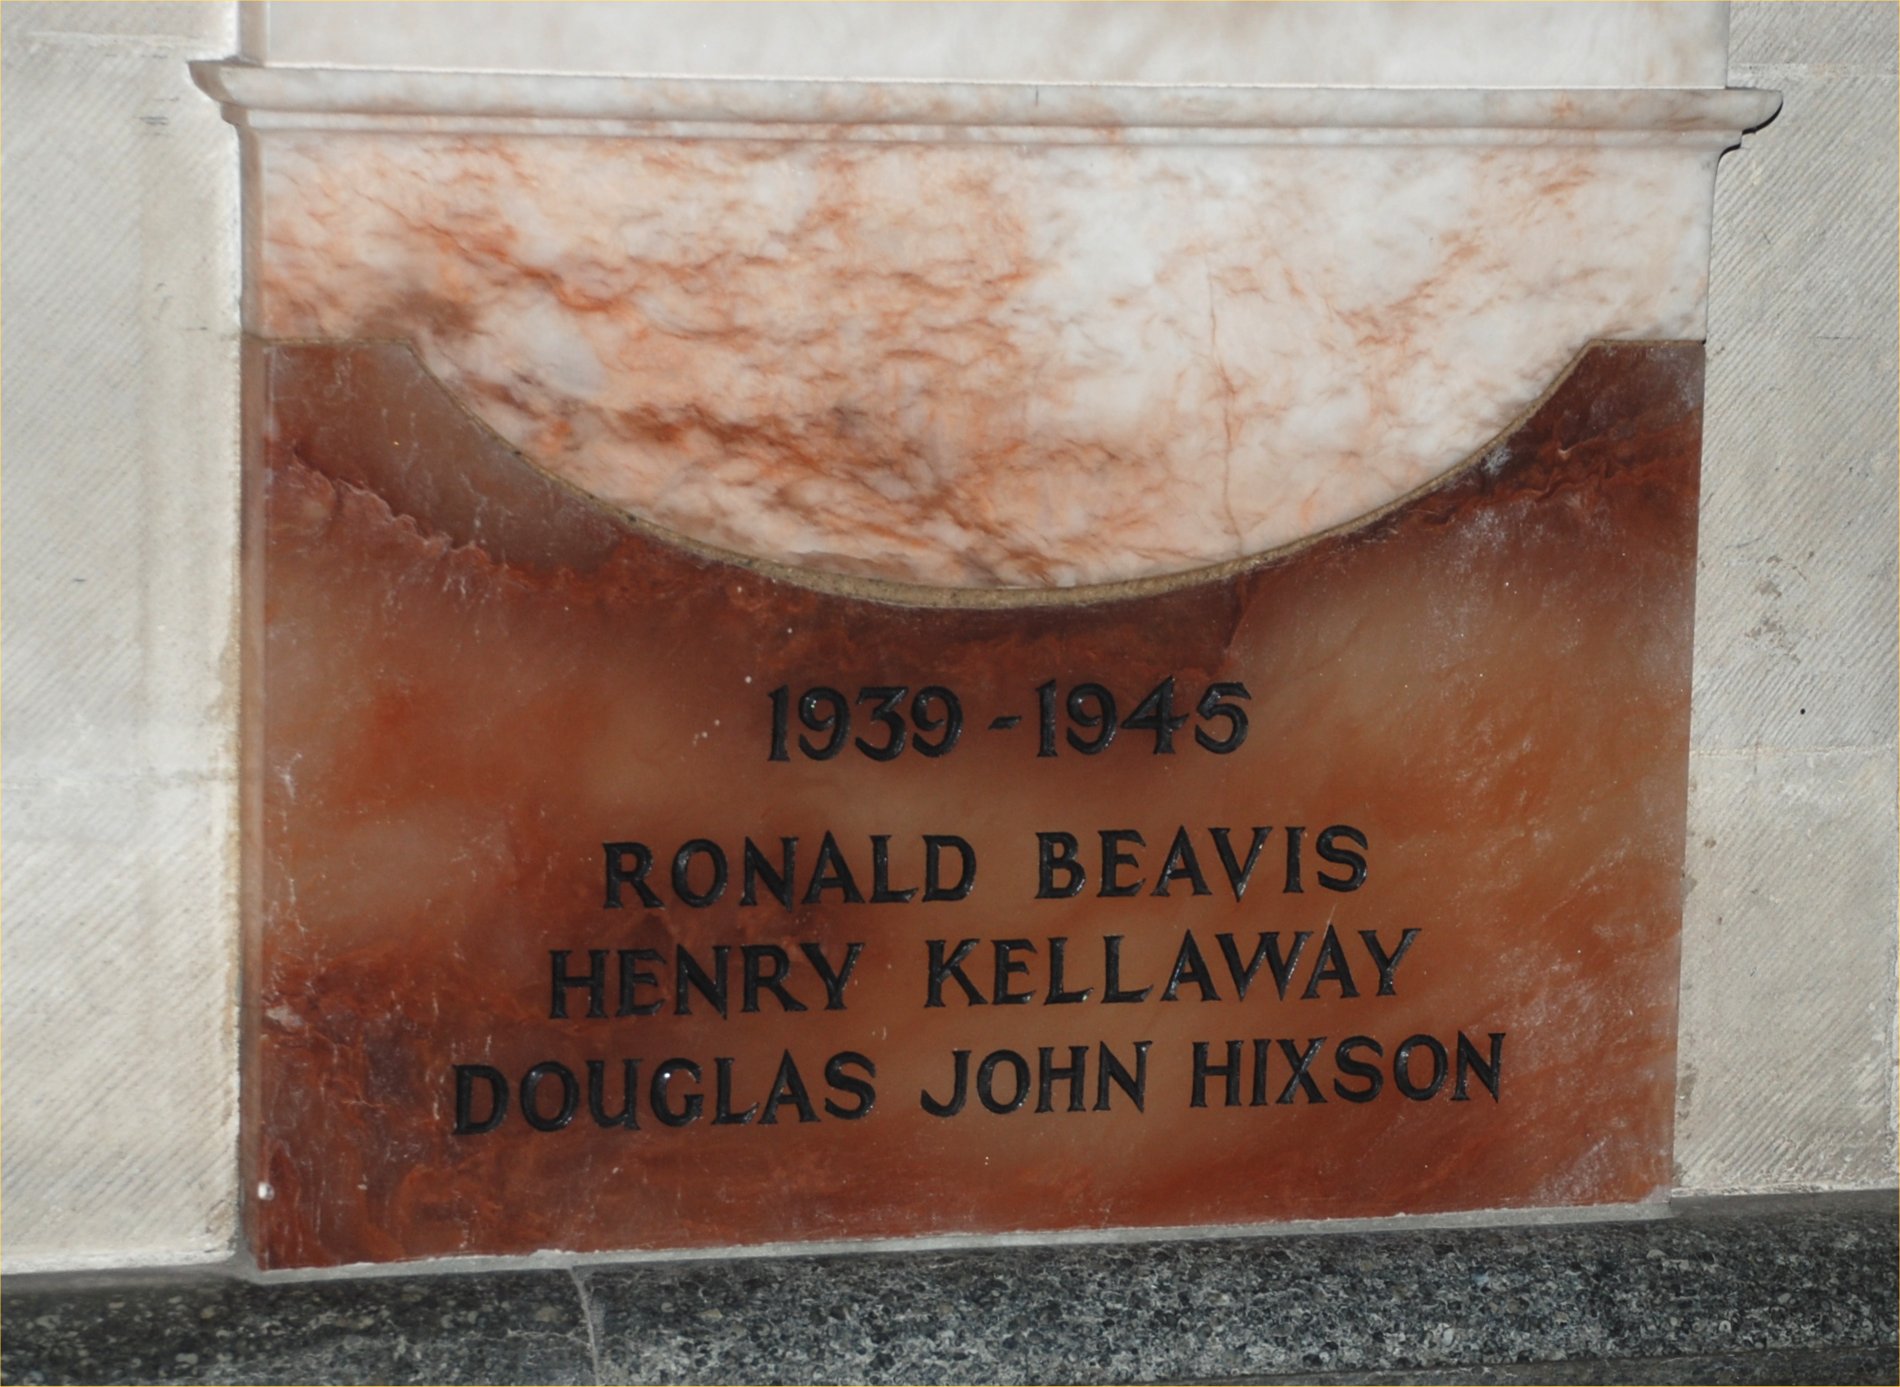 1939-1945
RONALD BEAVIS
HENRY KELLAWAY
DOUGLAS JOHN HIXSON